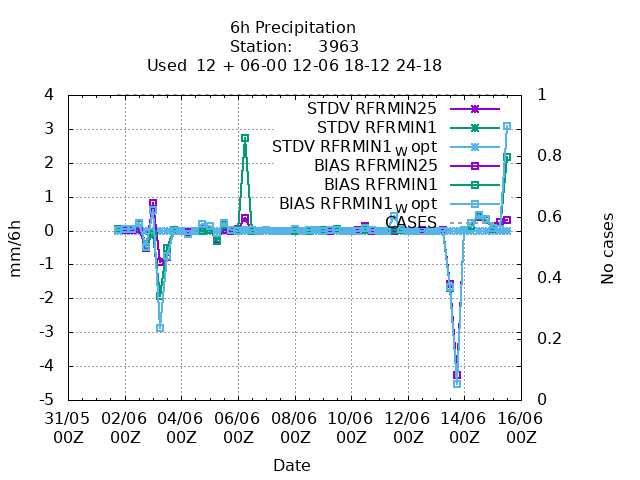 6h Precipitation
Station: 3963
Used 12 + 06-00 12-06 18-12 24-18
4 1
3
2 0.8
1
0 0.6
-1
-2 0.4
-3
-4 0.2
-5 0
mm/6h
No cases
STDV RFRMIN25
STDV RFRMIN1
STDV RFRMIN1w opt
BIAS RFRMIN25
BIAS RFRMIN1
BIAS RFRMIN1w opt
CASES
31/05 02/06 04/06 06/06 08/06 10/06 12/06 14/06 16/06
00Z 00Z 00Z 00Z 00Z 00Z 00Z 00Z 00Z
Date